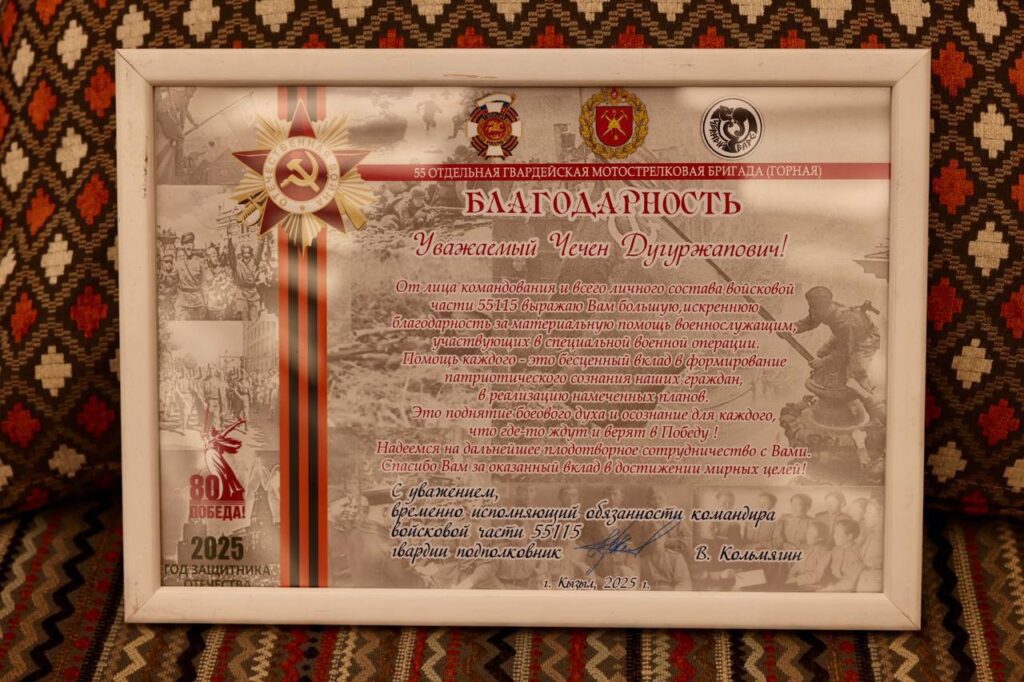 55 ОТДЕЛЬНАЯ ГВАРДЕЙСКАЯ МОТОСТРЕЛКОВАЯ БРИГАДА (ГОРНАЯ)
БЛАГОДАРНОСТЬ
Уважаемый Чечен Дугуржапович!
От лица командования и всего личного состава войсковой
части 55115 выражаю Вам большую,искреннюю
благодарность за материальную помощь военнослужащим,
участвующих в специальной военной операции.
Помощь каждого - это бесценный вклад в формирование
патриотического сознания наших граждан,
в реализацию намеченных планов.
Это поднятие боевого духа и осознание для каждого,
что где-то ждут и верят в Победу !
Надеемся на дальнейшее плодотворное сотрудничество с Вами.
Спасибо Вам за оказанный вклад в достижении мирных целей!
С уважением,
временно исполняющий обязанности командира
войсковой части 55115
гвардии подполковник В. Кольмягин
г. Кызыл, 2025 г.
80
ПОБЕДА!
2025
ГОД ЗАЩИТНИКА
ОТЕЧЕСТВА